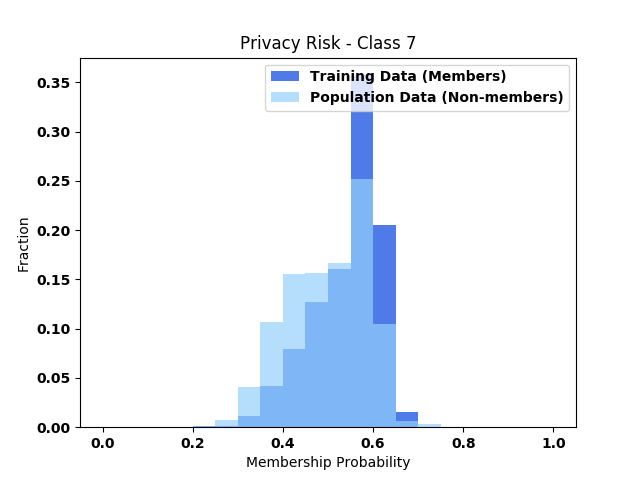 Privacy Risk - Class 7
Training Data (Members)
Population Data (Non-members)
Fraction
0.35
0.30
0.25
0.20
0.15
0.10
0.05
0.00
0.0 0.2 0.4 0.6 0.8 1.0
Membership Probability